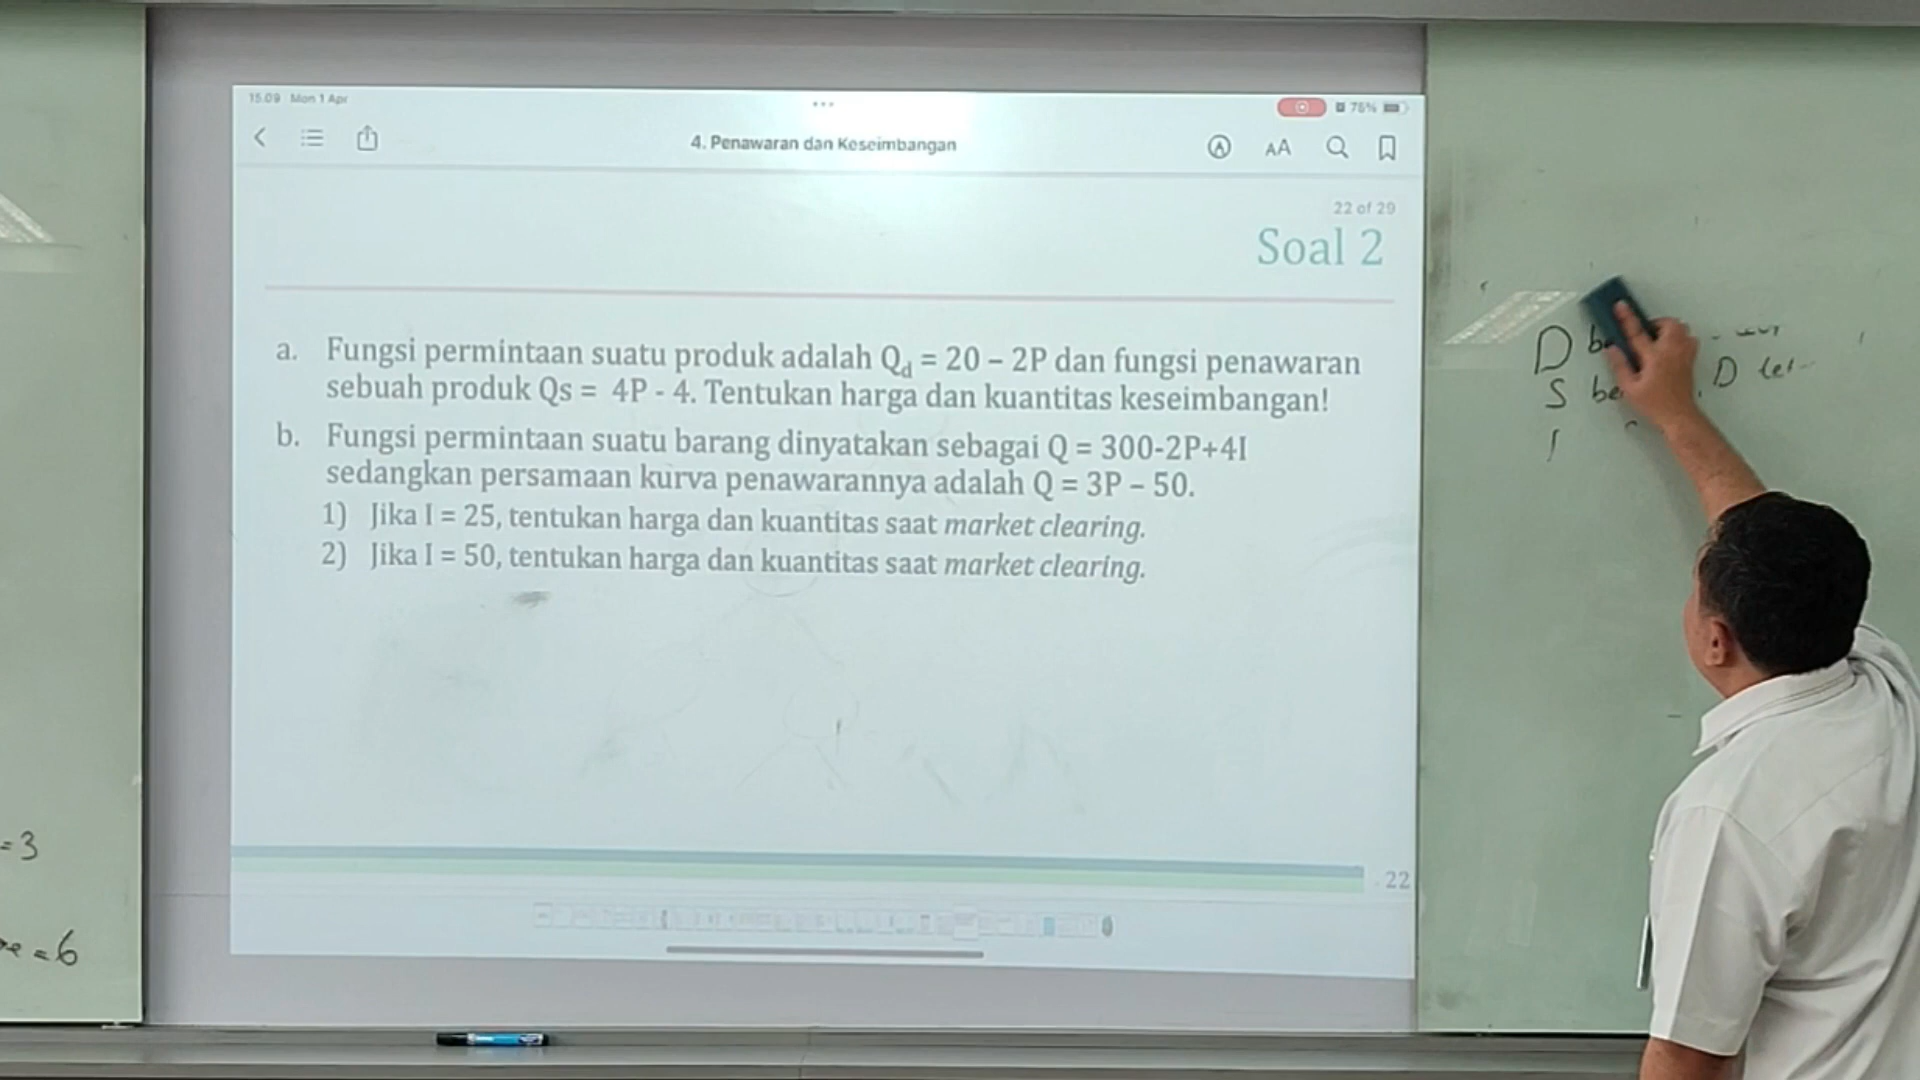 15.09 Mon 1 Apr
76%
4. Penawaran dan Keseimbangan
AA
22 of 29
Soal 2
a. Fungsi permintaan suatu produk adalah Qd = 20 – 2P dan fungsi penawaran
sebuah produk Qs = 4P - 4. Tentukan harga dan kuantitas keseimbangan!
b. Fungsi permintaan suatu barang dinyatakan sebagai Q = 300-2P+4I
sedangkan persamaan kurva penawarannya adalah Q = 3P – 50.
1) Jika I = 25, tentukan harga dan kuantitas saat market clearing.
2) Jika I = 50, tentukan harga dan kuantitas saat market clearing.
22
D
S be D
= 3
= 6